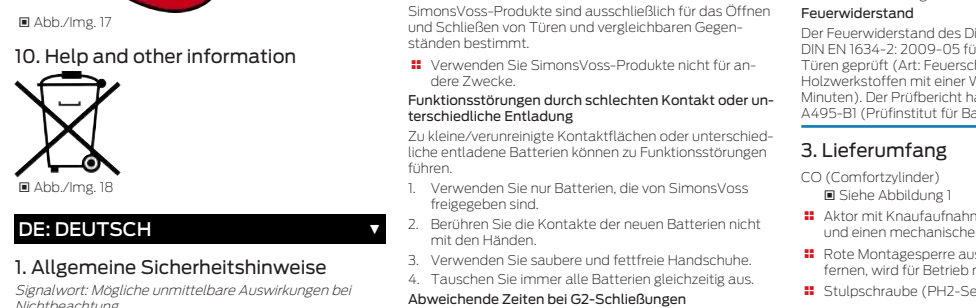 Abb./Img. 17
10. Help and other information
Abb./Img. 18
DE: DEUTSCH
1. Allgemeine Sicherheitshinweise
Signalwort: Mögliche unmittelbare Auswirkungen bei
Nichtbeachtung
SimonsVoss-Produkte sind ausschließlich für das Öffnen
und Schließen von Türen und vergleichbaren Gegen-
ständen bestimmt.
Verwenden Sie SimonsVoss-Produkte nicht für an-
dere Zwecke.
Funktionsstörungen durch schlechten Kontakt oder un-
terschiedliche Entladung
Zu kleine/verunreinigte Kontaktflächen oder unterschied-
liche entladene Batterien können zu Funktionsstörungen
führen.
1. Verwenden Sie nur Batterien, die von SimonsVoss
freigegeben sind.
2. Berühren Sie die Kontakte der neuen Batterien nicht
mit den Händen.
3. Verwenden Sie saubere und fettfreie Handschuhe.
4. Tauschen Sie immer alle Batterien gleichzeitig aus.
Abweichende Zeiten bei G2-Schließungen
Feuerwiderstand
Der Feuerwiderstand des Di
DIN EN 1634-2: 2009-05 fü
Türen geprüft (Art: Feuersch
Holzwerkstoffen mit einer W
Minuten). Der Prüfbericht ha
A495-B1 (Prüfinstitut für Ba
3. Lieferumfang
CO (Comfortzylinder)
Siehe Abbildung 1
Aktor mit Knaufaufnahm
und einen mechanische
Rote Montagesperre aus
fernen, wird für Betrieb n
Stulpschraube (PH2-Se